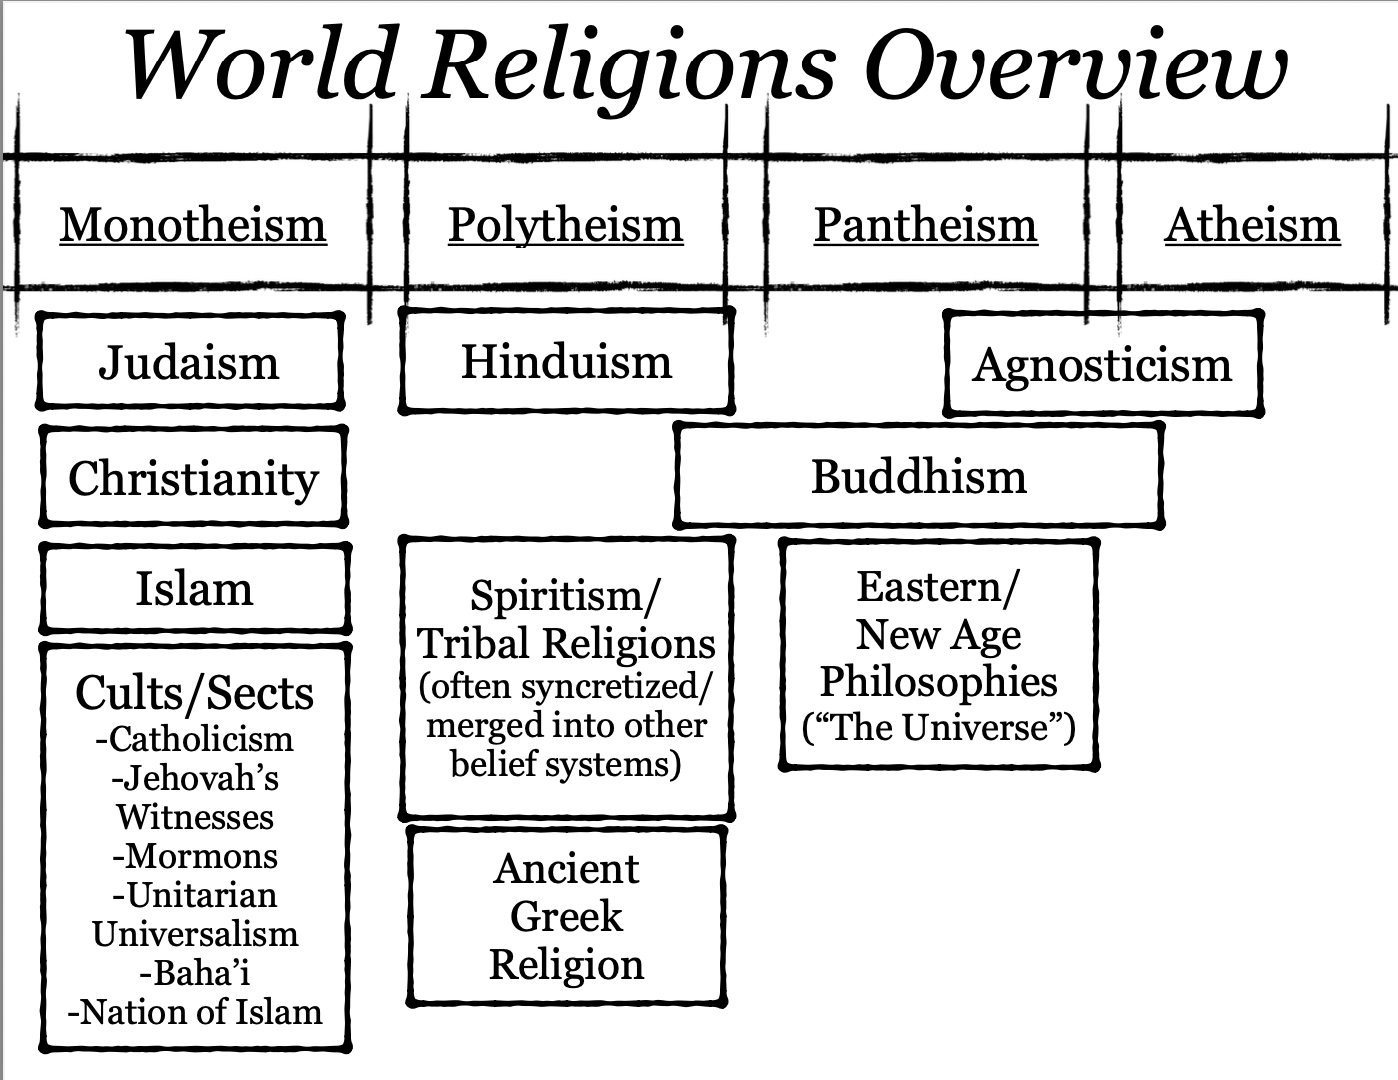 World Religions Overview
Monotheism
Polytheism
Pantheism
Atheism
Judaism
Hinduism
Agnosticism
Christianity
Buddhism
Islam
Spiritism/
Tribal Religions
(often syncretized/
merged into other
belief systems)
Eastern/
New Age
Philosophies
(“The Universe”)
Cults/Sects
-Catholicism
-Jehovah’s
Witnesses
-Mormons
-Unitarian
Universalism
-Baha’i
-Nation of Islam
Ancient
Greek
Religion